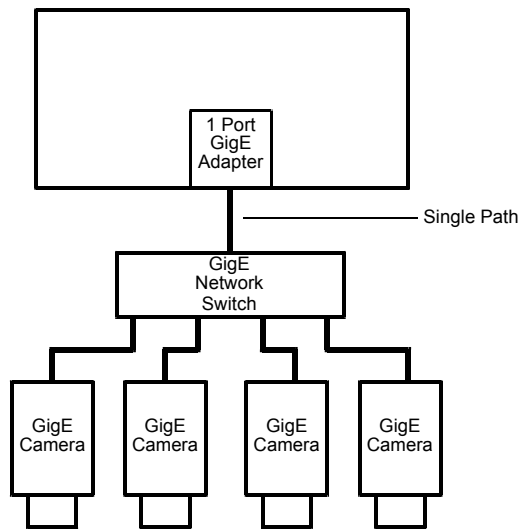 1 Port
GigE
Adapter
Single Path
GigE
Network
Switch
GigE
Camera
GigE
Camera
GigE
Camera
GigE
Camera